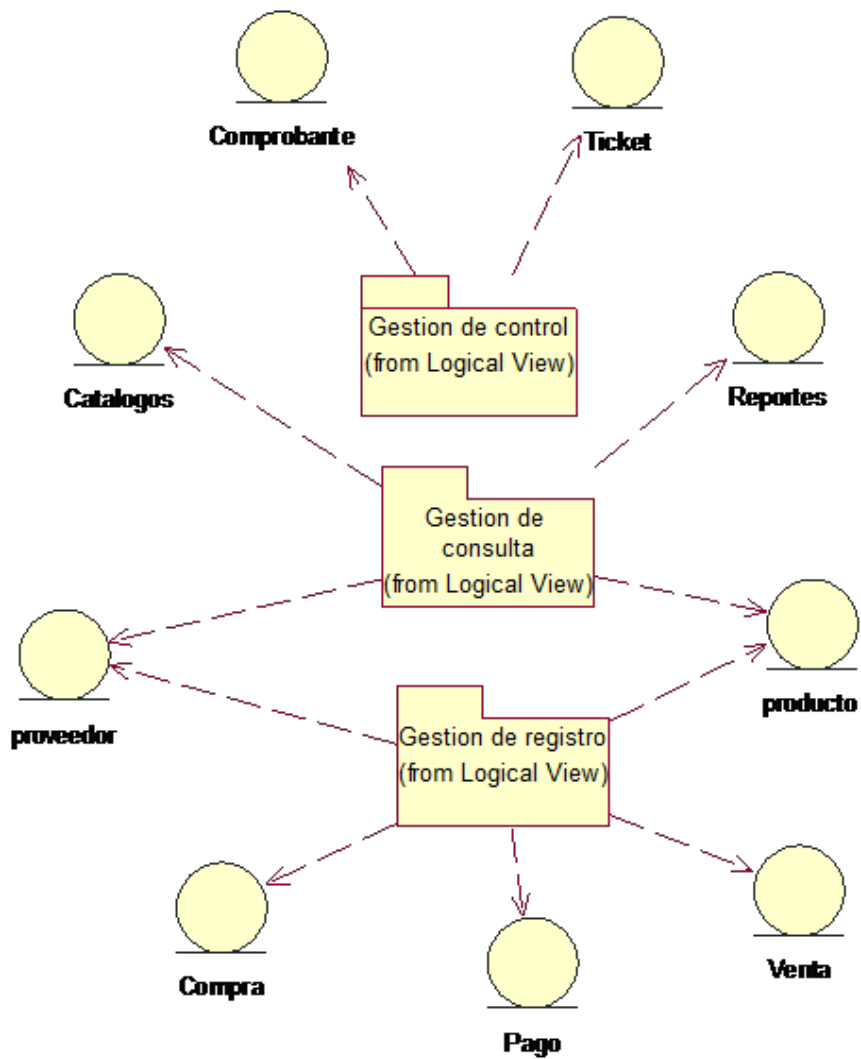 Comprobante
Ticket
Gestion de control
(from Logical View)
Catalogos
Reportes
Gestion de
consulta
(from Logical View)
proveedor
producto
Gestion de registro
(from Logical View)
Compra
Pago
Venta